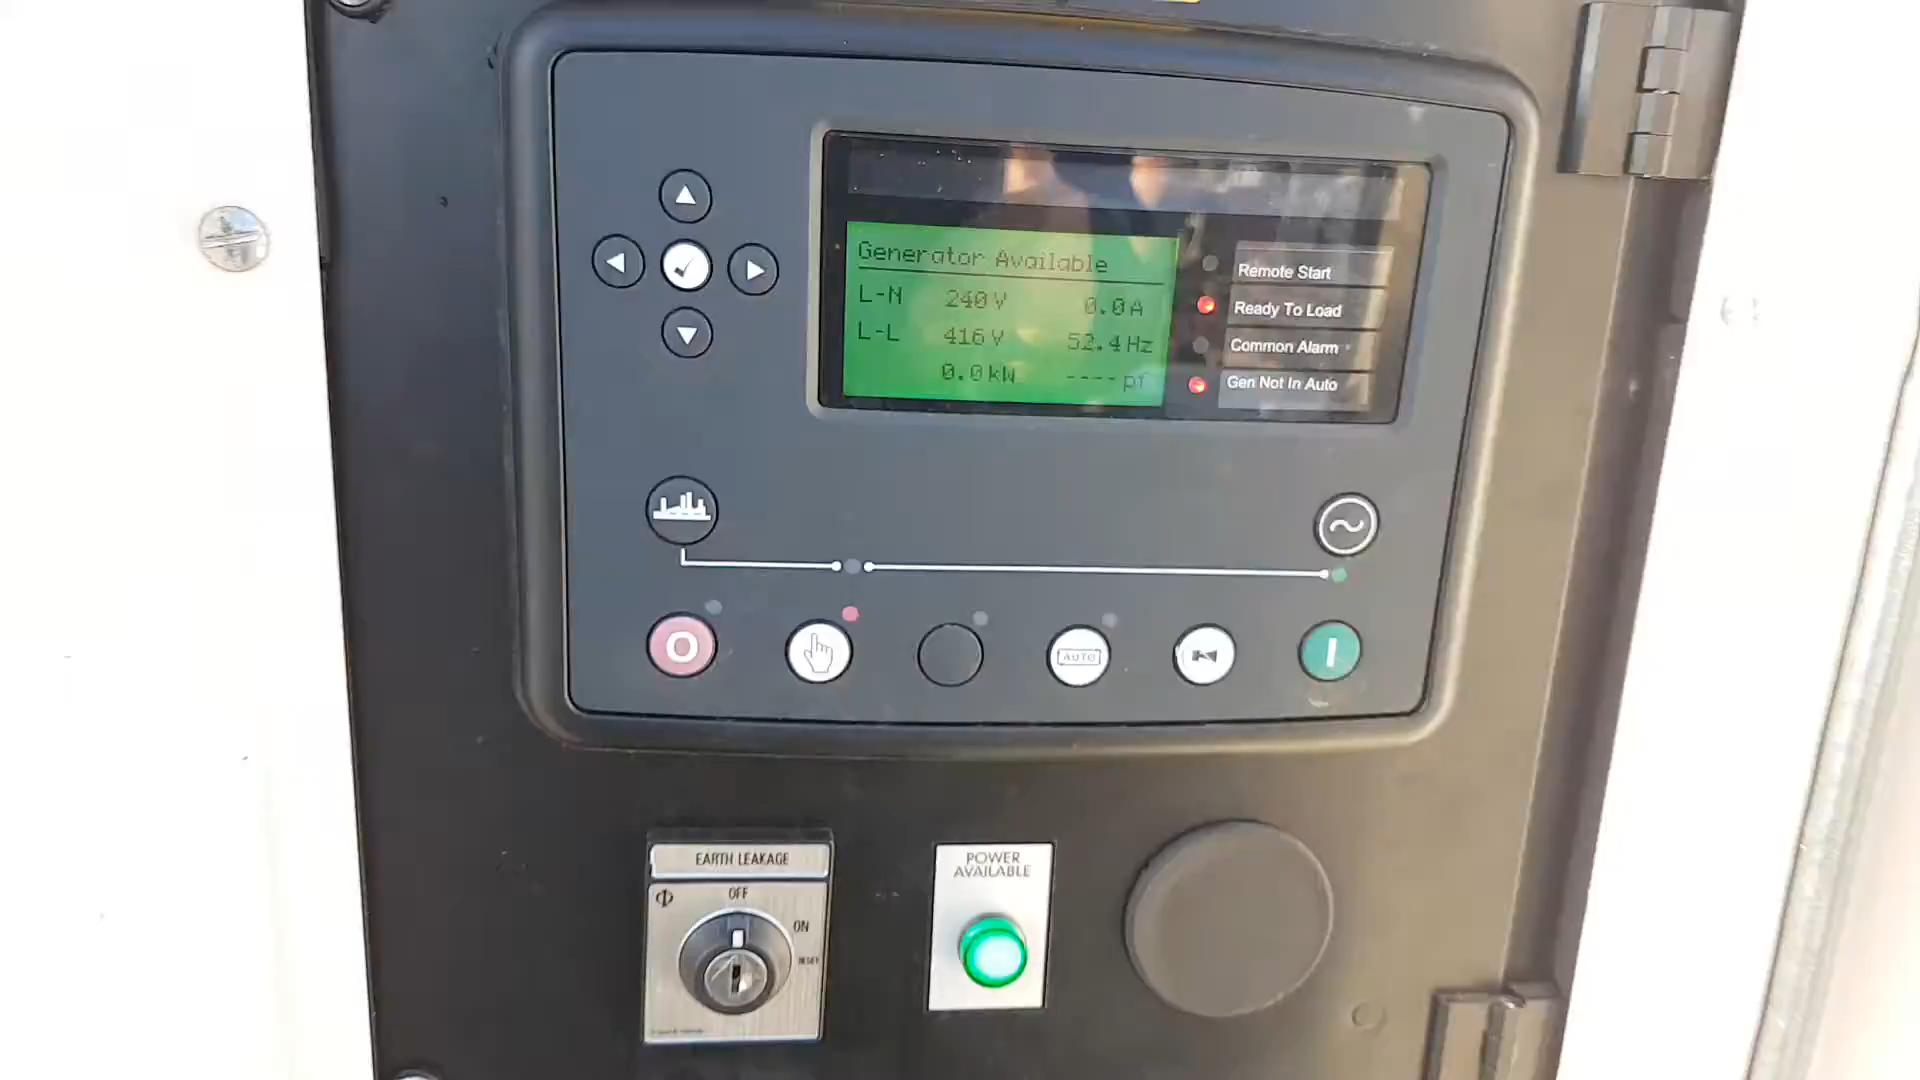 Generator Available
L-N 240 V 0.0 A
L-L 416 V 52.4 Hz
0.0 kW ---- pf
Remote Start
Ready To Load
Common Alarm
Gen Not In Auto
O
AUTO
I
EARTH LEAKAGE
OFF
ON
RESET
POWER
AVAILABLE